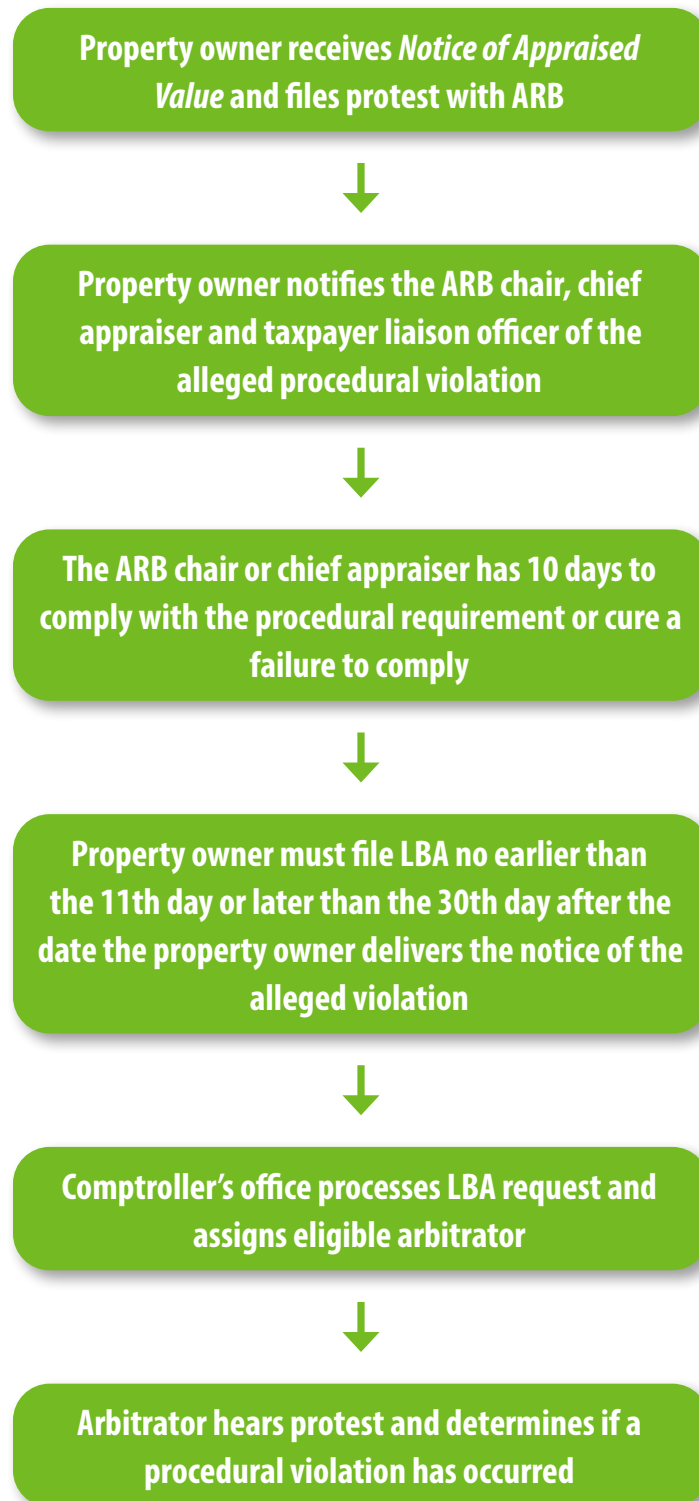 Property owner receives Notice of Appraised
Value and files protest with ARB
Property owner notifies the ARB chair, chief
appraiser and taxpayer liaison officer of the
alleged procedural violation
The ARB chair or chief appraiser has 10 days to
comply with the procedural requirement or cure a
failure to comply
Property owner must file LBA no earlier than
the 11th day or later than the 30th day after the
date the property owner delivers the notice of the
alleged violation
Comptroller’s office processes LBA request and
assigns eligible arbitrator
Arbitrator hears protest and determines if a
procedural violation has occurred